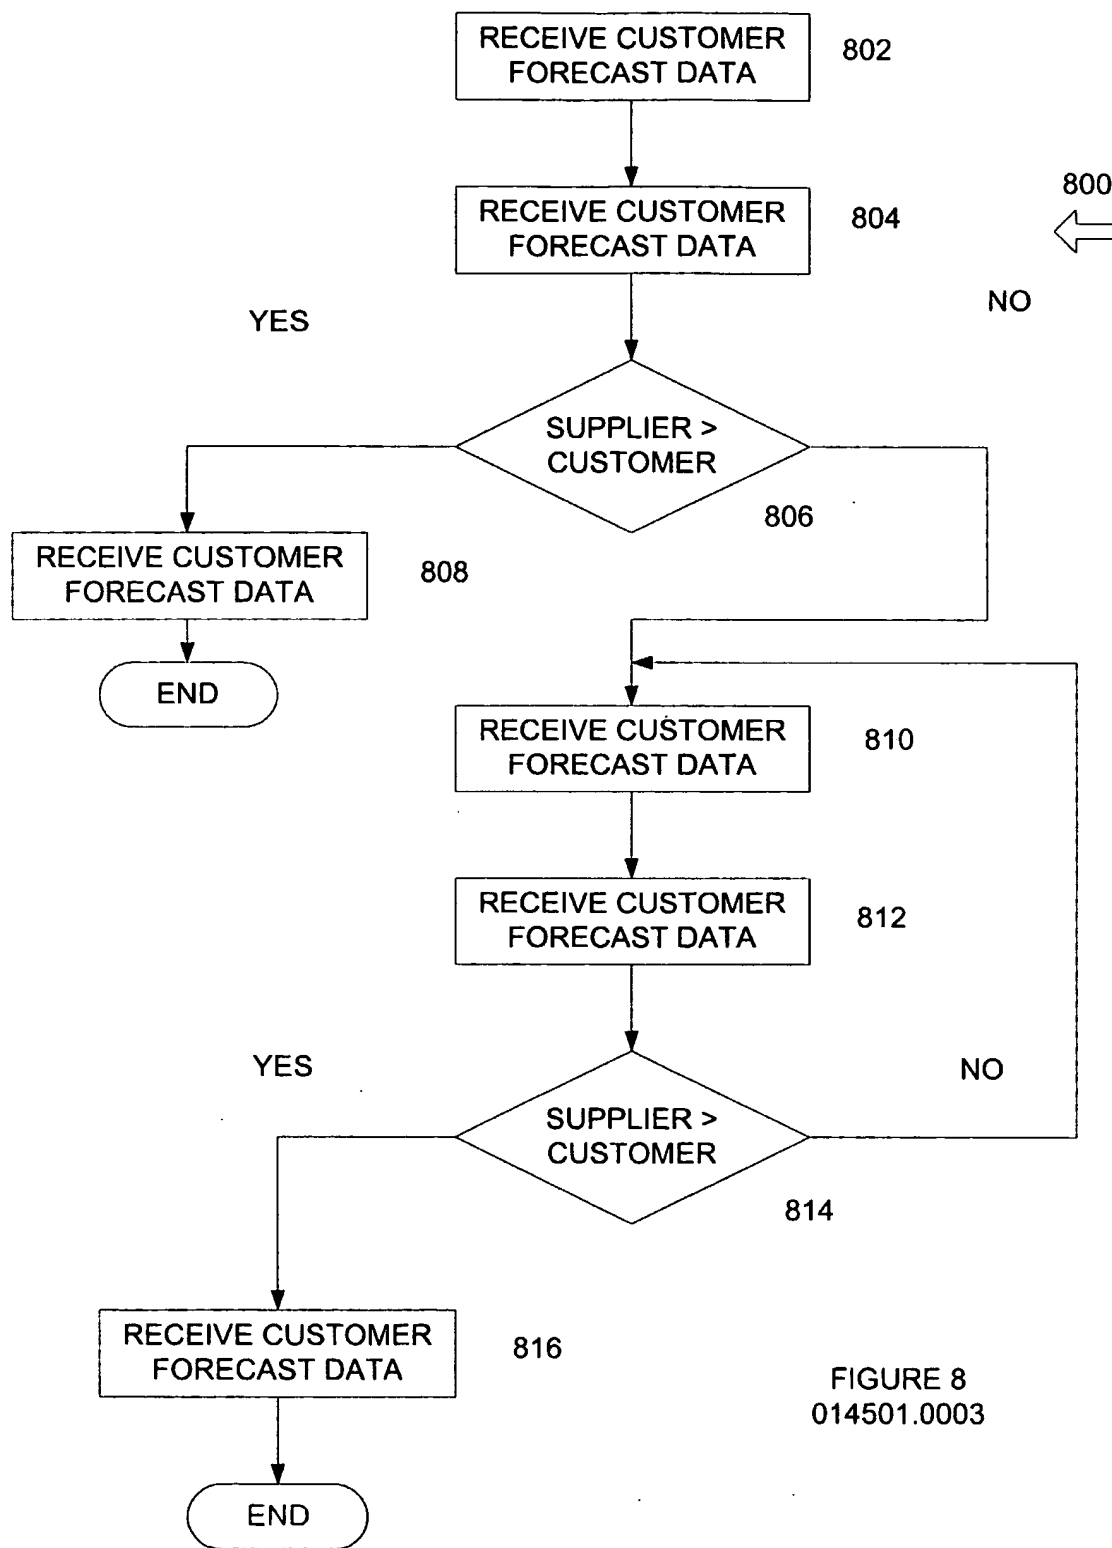 RECEIVE CUSTOMER
FORECAST DATA
802
800
RECEIVE CUSTOMER
FORECAST DATA
804
YES
NO
SUPPLIER >
CUSTOMER
806
RECEIVE CUSTOMER
FORECAST DATA
808
END
RECEIVE CUSTOMER
FORECAST DATA
810
RECEIVE CUSTOMER
FORECAST DATA
812
YES
NO
SUPPLIER >
CUSTOMER
814
RECEIVE CUSTOMER
FORECAST DATA
816
FIGURE 8
014501.0003
END